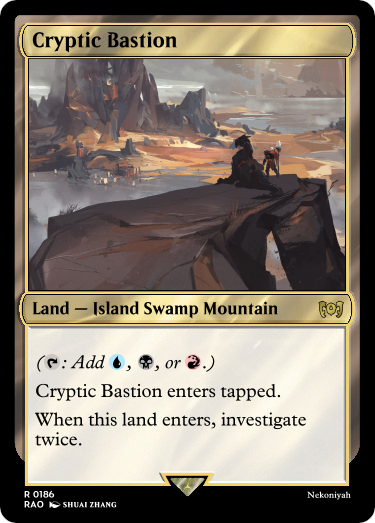 Cryptic Bastion
Land — Island Swamp Mountain
(: Add , , or .)
Cryptic Bastion enters tapped.
When this land enters, investigate
twice.
R 0186
RAO SHUAI ZHANG
Nekoniyah